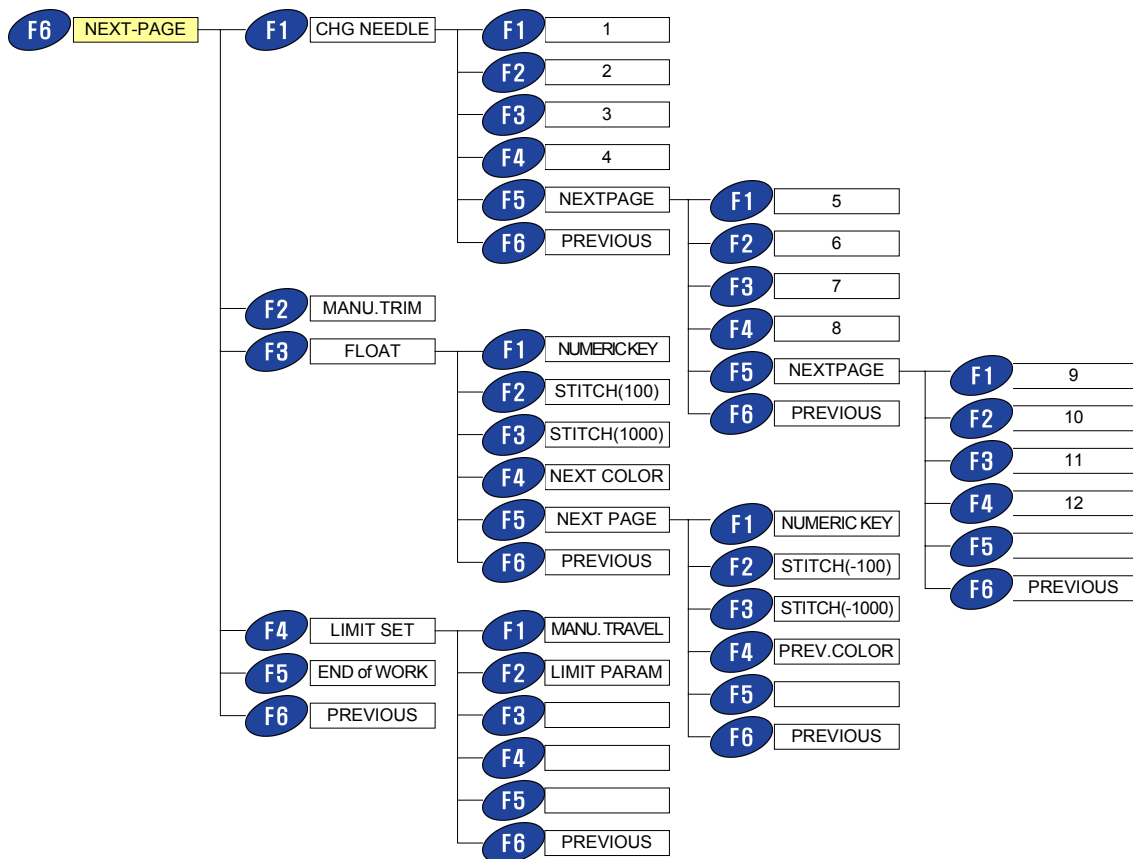 F6 NEXT-PAGE
F1 CHG NEEDLE
F1 1
F2 2
F3 3
F4 4
F5 NEXTPAGE
F1 5
F2 6
F3 7
F4 8
F5 NEXTPAGE
F1 9
F2 10
F3 11
F4 12
F5
F6 PREVIOUS
F6 PREVIOUS
F6 PREVIOUS
F2 MANU.TRIM
F3 FLOAT
F1 NUMERICKEY
F2 STITCH(100)
F3 STITCH(1000)
F4 NEXT COLOR
F5 NEXT PAGE
F1 NUMERIC KEY
F2 STITCH(-100)
F3 STITCH(-1000)
F4 PREV.COLOR
F5
F6 PREVIOUS
F6 PREVIOUS
F4 LIMIT SET
F1 MANU.TRAVEL
F2 LIMIT PARAM
F3
F4
F5
F6 PREVIOUS
F5 END of WORK
F6 PREVIOUS